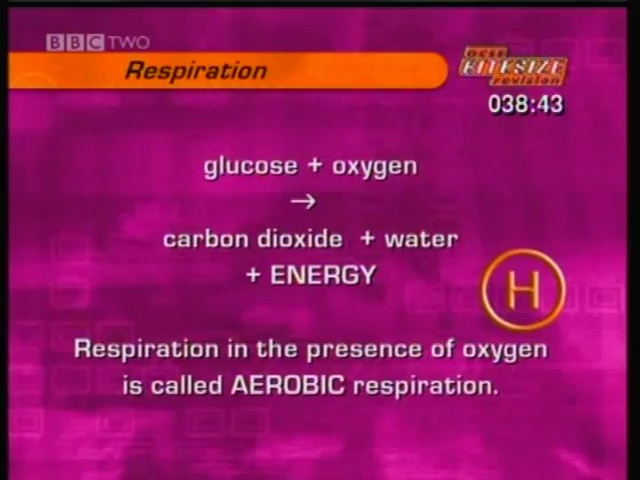 BBC TWO
Respiration
GCSE
BITESIZE
revision
038:43
glucose + oxygen
→
carbon dioxide + water
+ ENERGY
H
Respiration in the presence of oxygen
is called AEROBIC respiration.